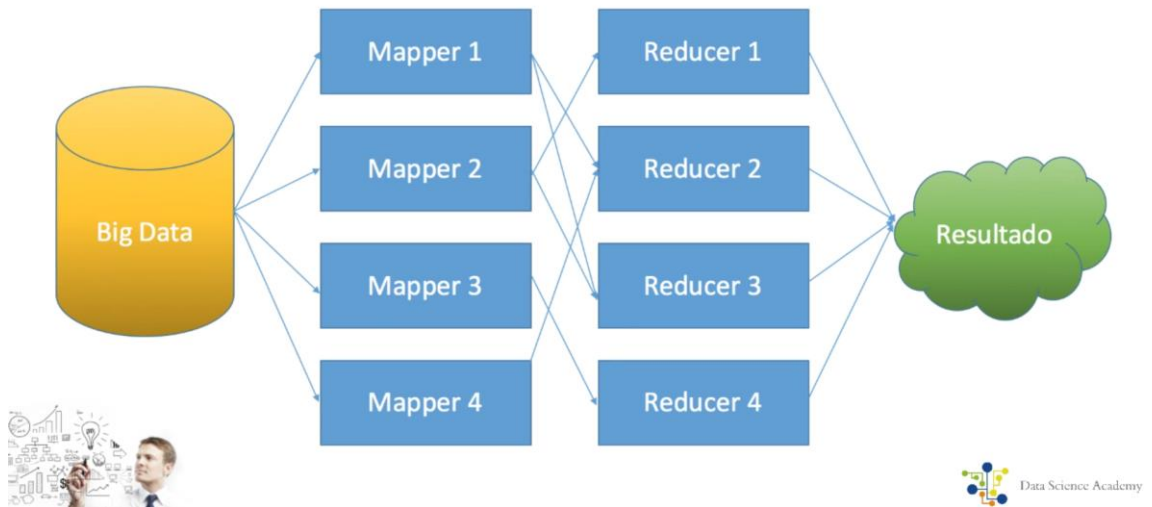 Big Data
Mapper 1
Mapper 2
Mapper 3
Mapper 4
Reducer 1
Reducer 2
Reducer 3
Reducer 4
Resultado
$
Data Science Academy